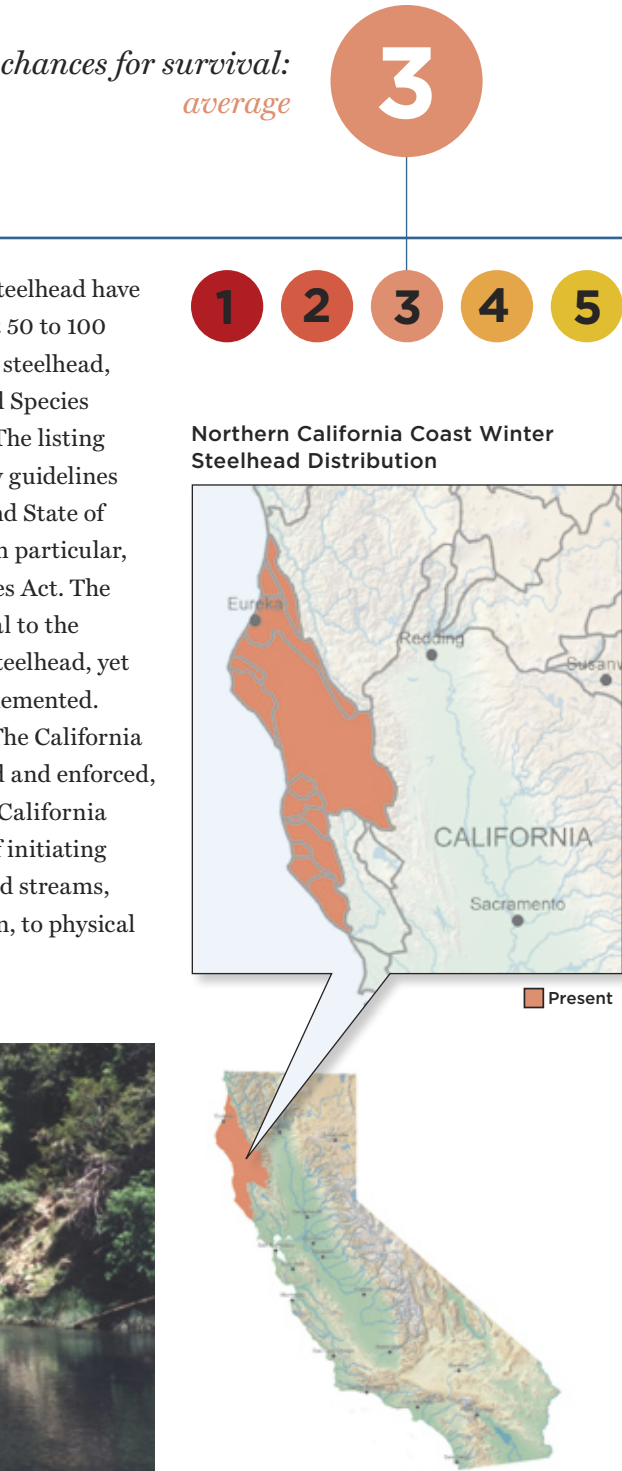 chances for survival:
average
3
1 2 3 4 5
teelhead have
50 to 100
steelhead,
l Species
The listing
guidelines
nd State of
n particular,
es Act. The
al to the
teelhead, yet
lemented.
The California
d and enforced,
California
f initiating
d streams,
n, to physical
Northern California Coast Winter
Steelhead Distribution
Eureka
Redding
Susanv
CALIFORNIA
Sacramento
Present